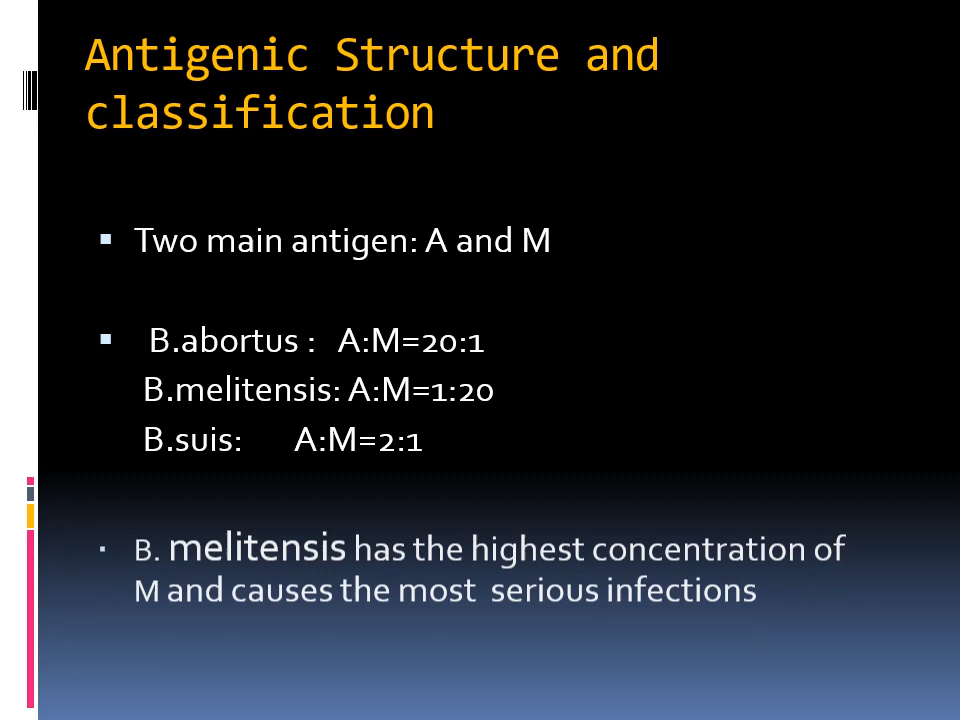 Antigenic Structure and
classification
▪ Two main antigen: A and M
▪ B.abortus : A:M=20:1
B.melitensis: A:M=1:20
B.suis: A:M=2:1
▪ B. melitensis has the highest concentration of
M and causes the most serious infections